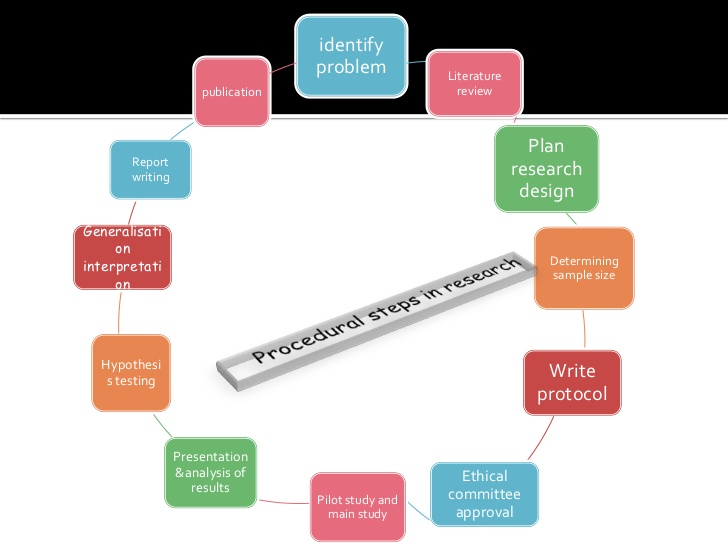 identify
problem
Literature
review
Plan
research
design
Determining
sample size
Write
protocol
Ethical
committee
approval
Pilot study and
main study
Presentation
&analysis of
results
Hypothesi
s testing
Generalisati
on
interpretati
on
Report
writing
publication
Procedural steps in research